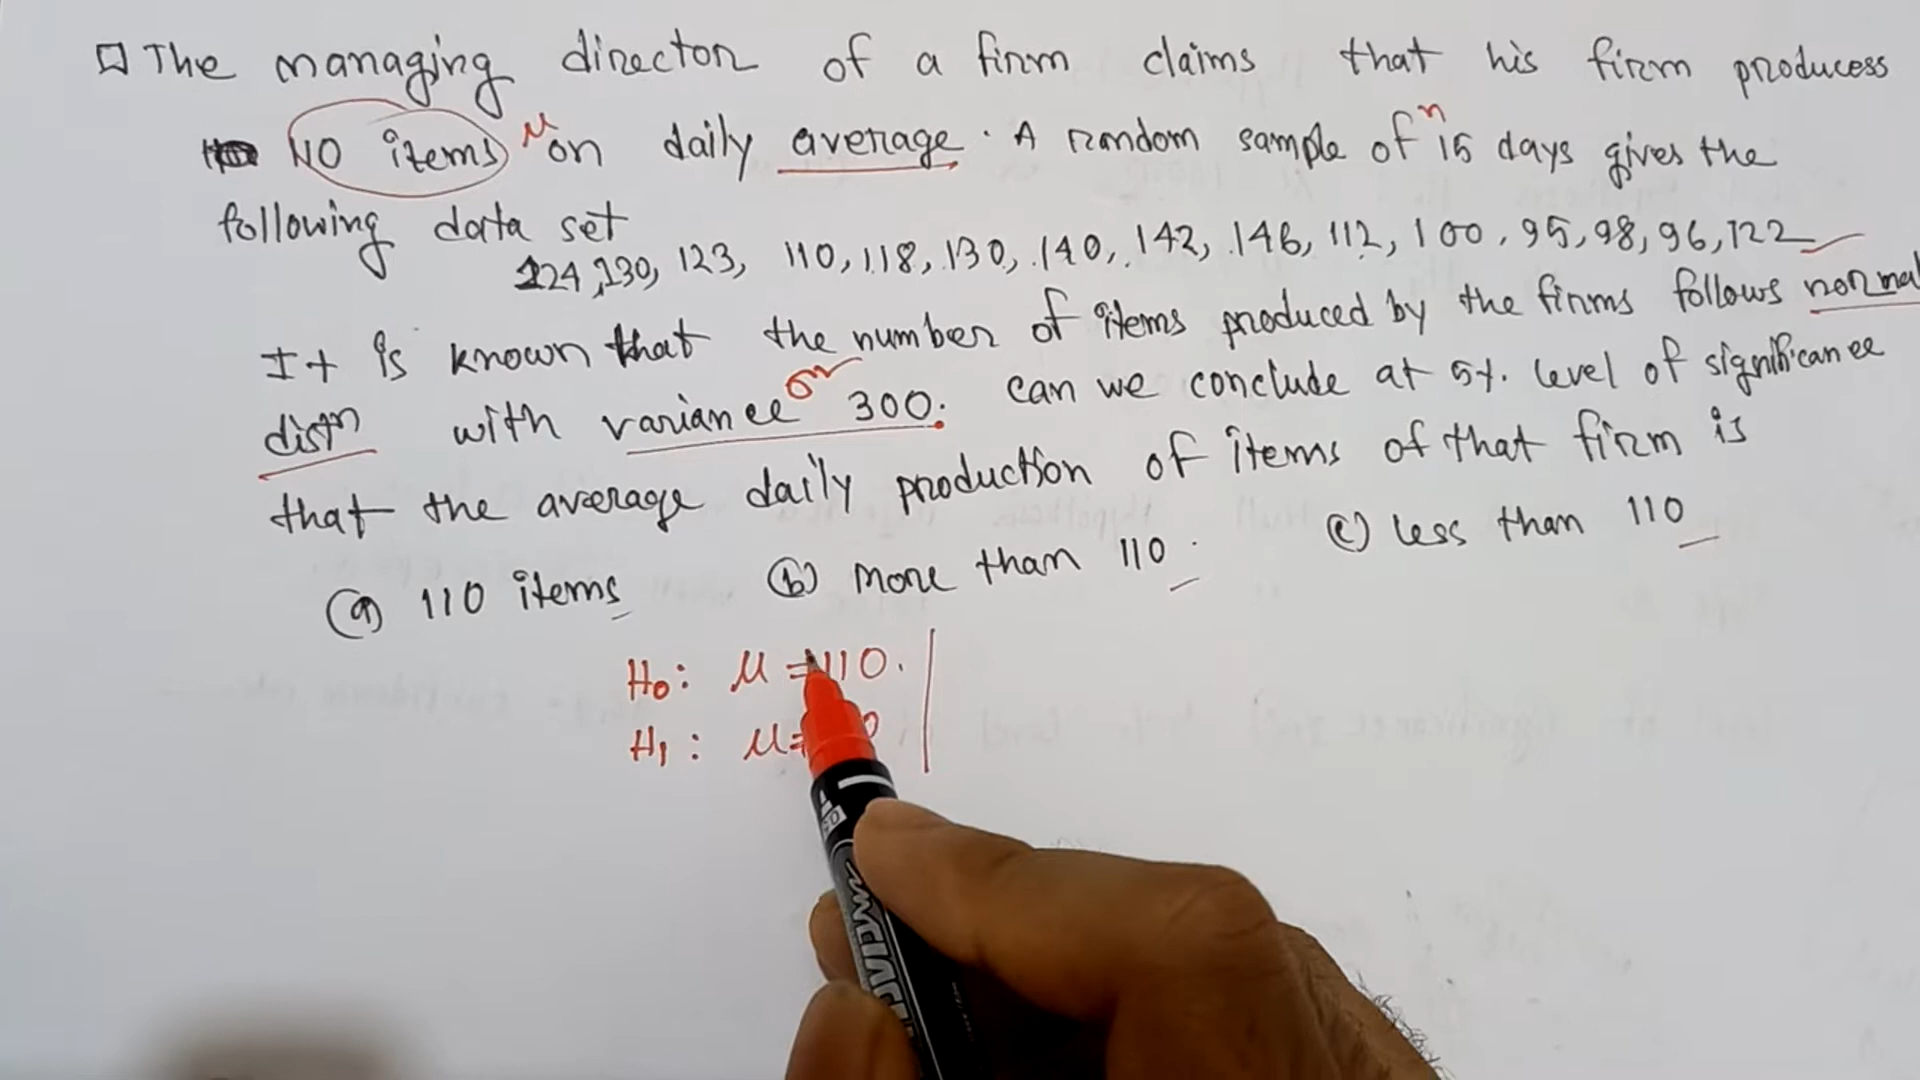 The managing director of a firm claims that his firm producess
110 items μ on daily average. A random sample of n 15 days gives the
following data set
124, 130, 123, 110, 118, 130, 140, 142, 146, 112, 100, 95, 98, 96, 122
It is known that the number of items produced by the firms follows normal
distn with variance σ² 300. can we conclude at 5%. level of significance
that the average daily production of items of that firm is
(a) 110 items (b) more than 110. (c) less than 110
H₀: μ = 110.
H₁: μ